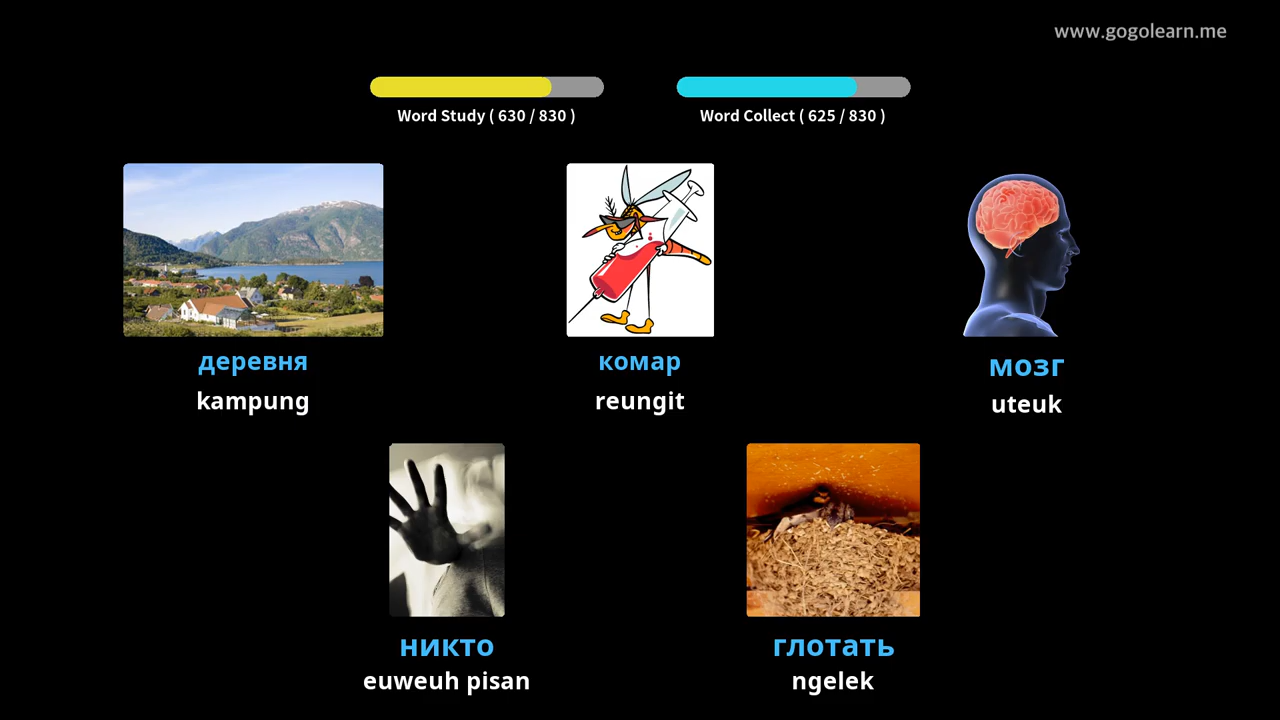 www.gogolearn.me
Word Study ( 630 / 830 )
Word Collect ( 625 / 830 )
деревня
kampung
комар
reungit
мозг
uteuk
никто
euweuh pisan
глотать
ngelek